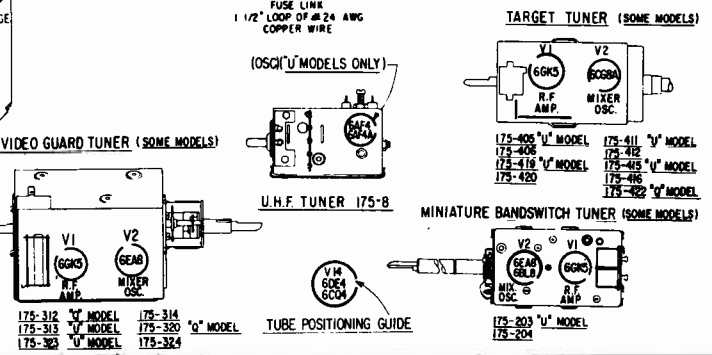 GE
FUSE LINK
1 1/2" LOOP OF #24 AWG
COPPER WIRE
(OSC)("U" MODELS ONLY)
6AF4
6AF4A
U.H.F. TUNER 175-8
TARGET TUNER (SOME MODELS)
V1
6GK5
R.F.
AMP.
V2
6CG8A
MIXER
OSC.
175-405 "U" MODEL
175-406
175-419 "U" MODEL
175-420
175-411 "U" MODEL
175-412
175-415 "U" MODEL
175-416
175-422 "Q" MODEL
VIDEO GUARD TUNER (SOME MODELS)
V1
6GK5
R.F.
AMP.
V2
6EA8
MIXER
OSC.
175-312 "Q" MODEL
175-313 "U" MODEL
175-323 "U" MODEL
175-314
175-320 "Q" MODEL
175-324
V14
6DE4
6CQ4
TUBE POSITIONING GUIDE
MINIATURE BANDSWITCH TUNER (SOME MODELS)
V2
6EA8
6BL8
MIX.
OSC.
V1
6GK5
R.F.
AMP
175-203 "U" MODEL
175-204